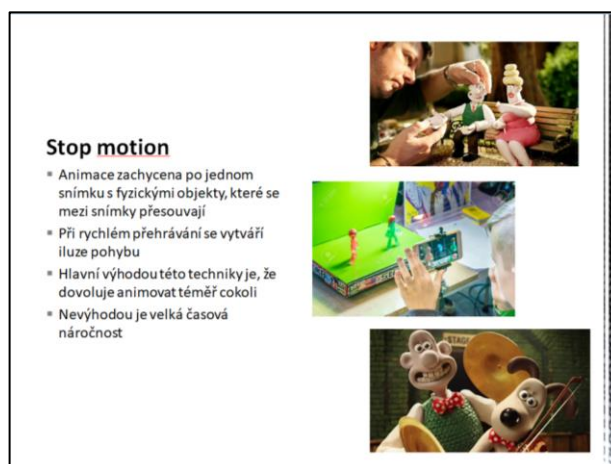 Stop motion
▪ Animace zachycena po jednom
snímku s fyzickými objekty, které se
mezi snímky přesouvají
▪ Při rychlém přehrávání se vytváří
iluze pohybu
▪ Hlavní výhodou této techniky je, že
dovoluje animovat téměř cokoli
▪ Nevýhodou je velká časová
náročnost
STAGE